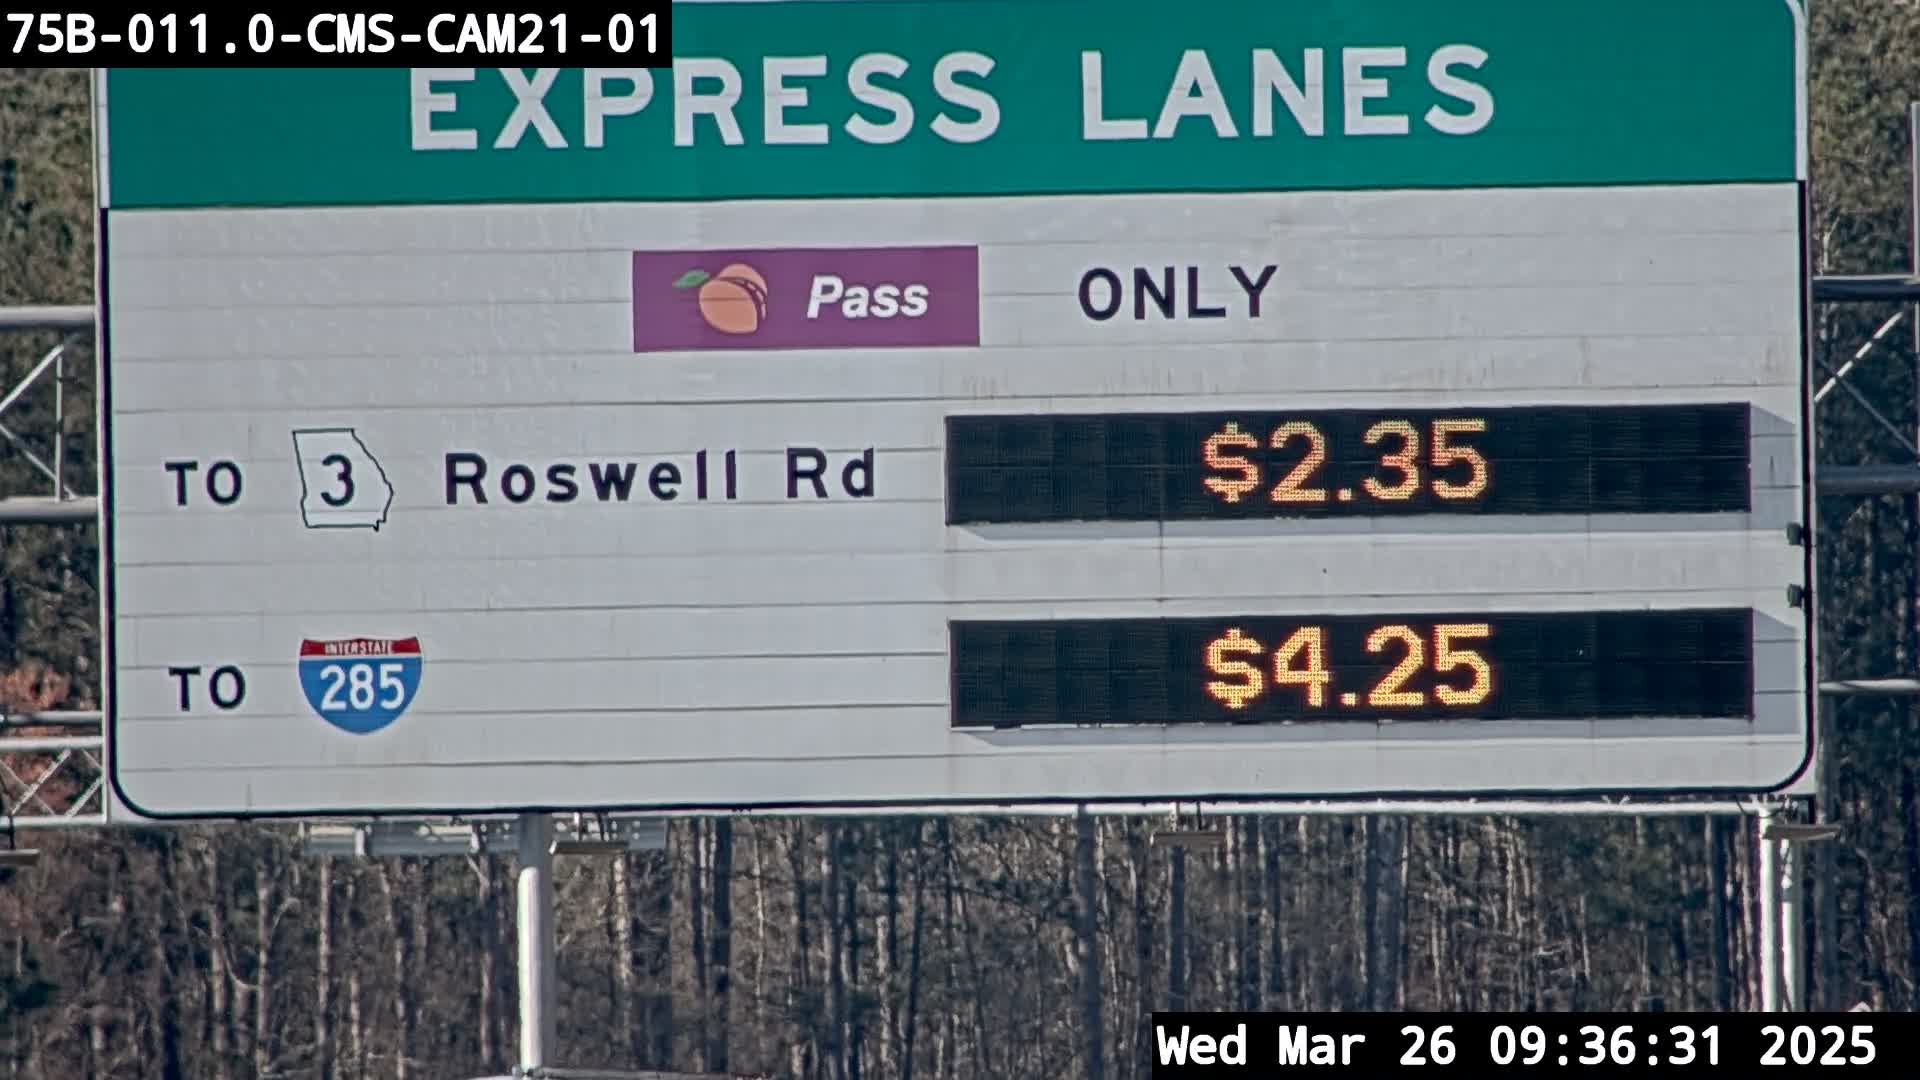 75B-011.0-CMS-CAM21-01
EXPRESS LANES
Pass ONLY
TO 3 Roswell Rd $2.35
INTERSTATE
TO 285 $4.25
Wed Mar 26 09:36:31 2025